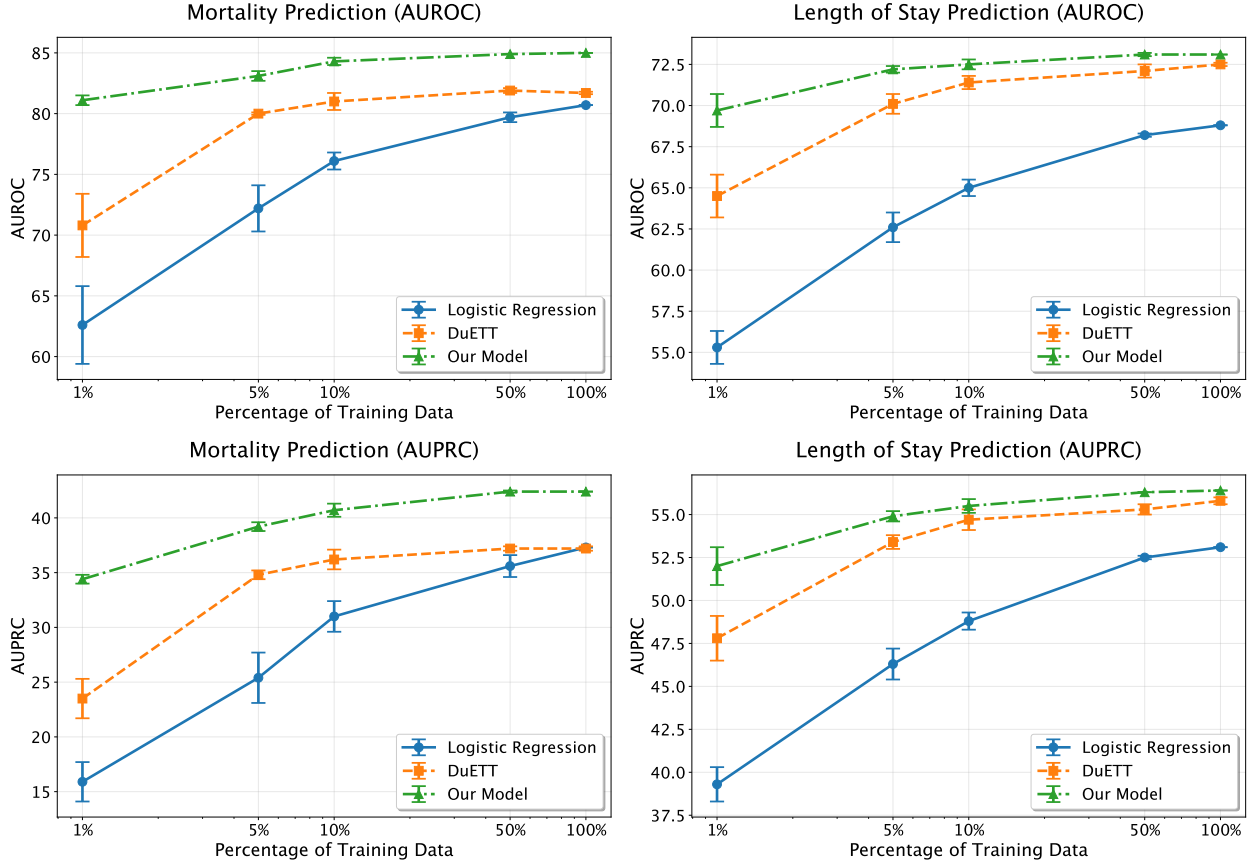 Mortality Prediction (AUROC)
AUROC
85
80
75
70
65
60
Logistic Regression
DuETT
Our Model
1%
5%
10%
50%
100%
Percentage of Training Data
Length of Stay Prediction (AUROC)
AUROC
72.5
70.0
67.5
65.0
62.5
60.0
57.5
55.0
Logistic Regression
DuETT
Our Model
1%
5%
10%
50%
100%
Percentage of Training Data
Mortality Prediction (AUPRC)
AUPRC
40
35
30
25
20
15
Logistic Regression
DuETT
Our Model
1%
5%
10%
50%
100%
Percentage of Training Data
Length of Stay Prediction (AUPRC)
AUPRC
55.0
52.5
50.0
47.5
45.0
42.5
40.0
37.5
Logistic Regression
DuETT
Our Model
1%
5%
10%
50%
100%
Percentage of Training Data